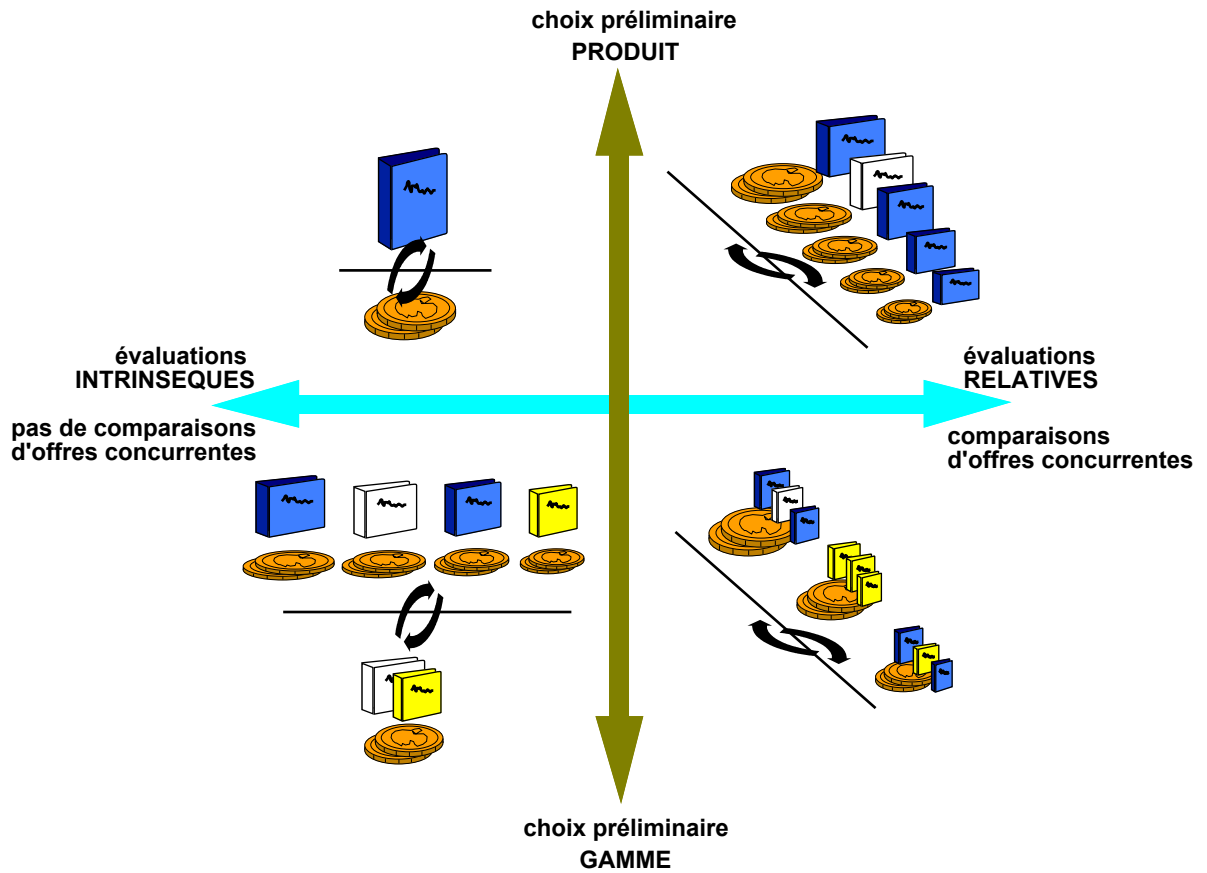 choix préliminaire
PRODUIT
évaluations
INTRINSEQUES
pas de comparaisons
d'offres concurrentes
évaluations
RELATIVES
comparaisons
d'offres concurrentes
choix préliminaire
GAMME